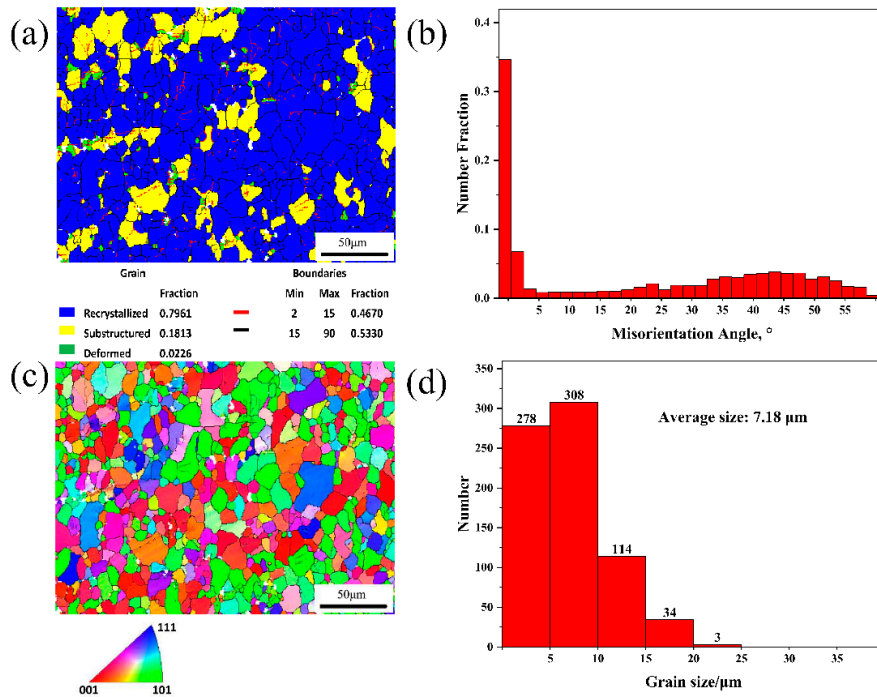 (a)
50μm
Grain Boundaries
Fraction Min Max Fraction
Recrystallized 0.7961 2 15 0.4670
Substructured 0.1813 15 90 0.5330
Deformed 0.0226
(b)
Number Fraction
0.4
0.3
0.2
0.1
0.0
5 10 15 20 25 30 35 40 45 50 55
Misorientation Angle, °
(c)
50μm
111
001 101
(d)
Number
350
300
250
200
150
100
50
0
278 308 114 34 3
Average size: 7.18 μm
5 10 15 20 25 30 35
Grain size/μm